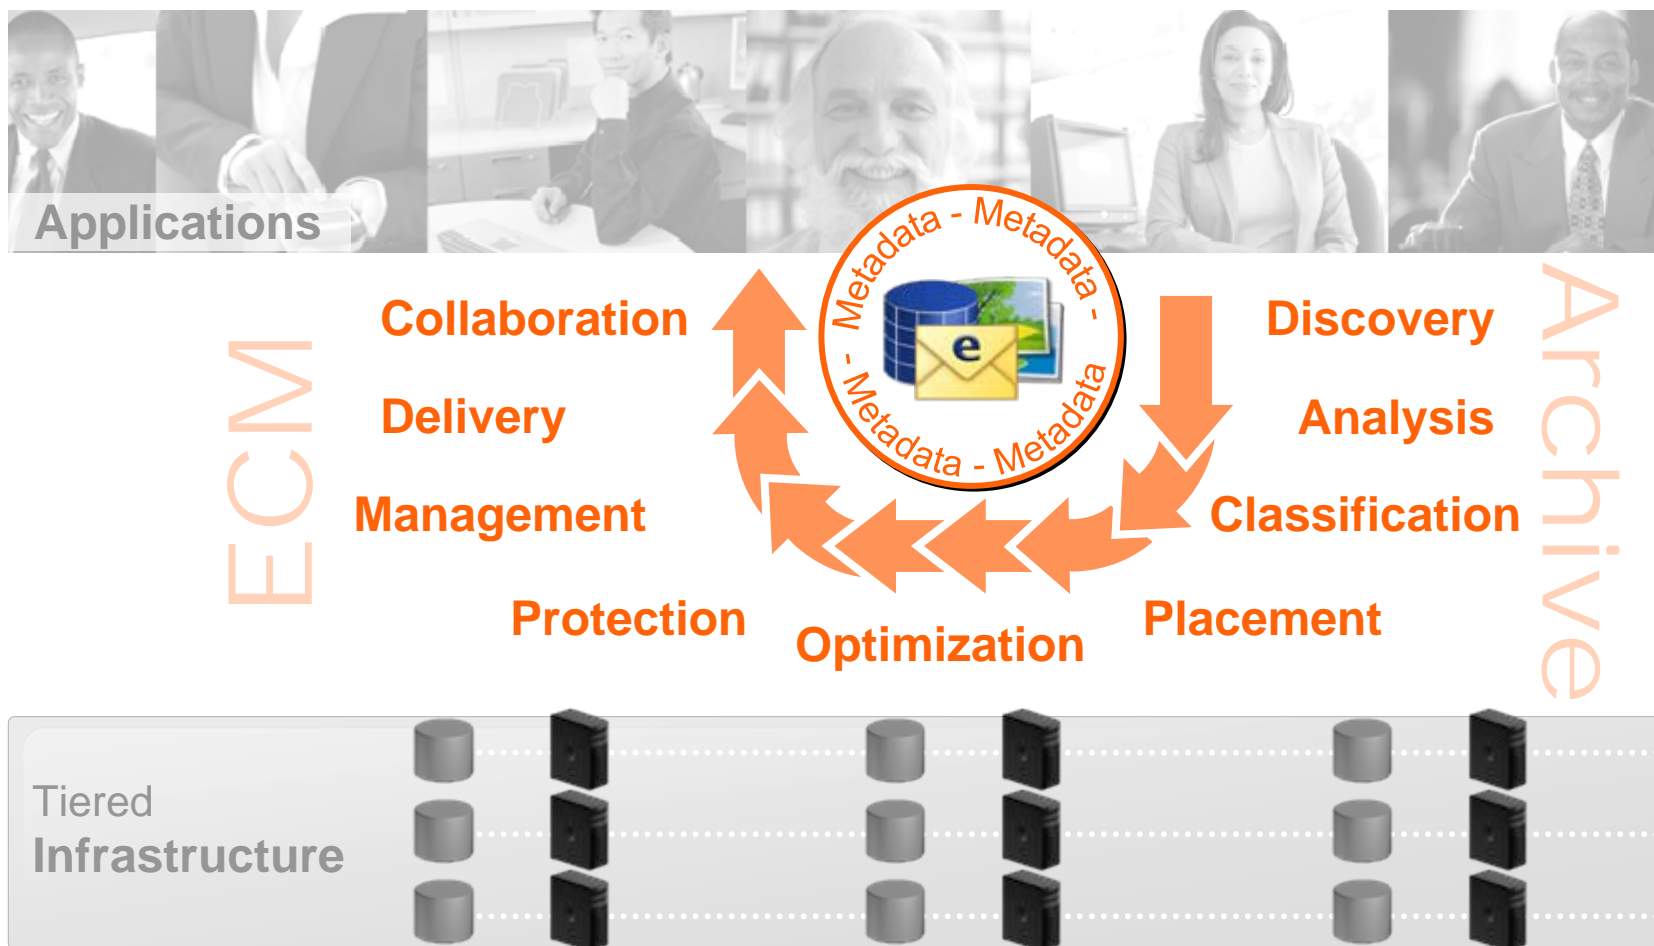 Applications
Metadata - Metadata -
- Metadata - Metadata
e
Collaboration
Discovery
Delivery
Analysis
Management
Classification
Protection
Optimization
Placement
ECM
Archive
Tiered
Infrastructure